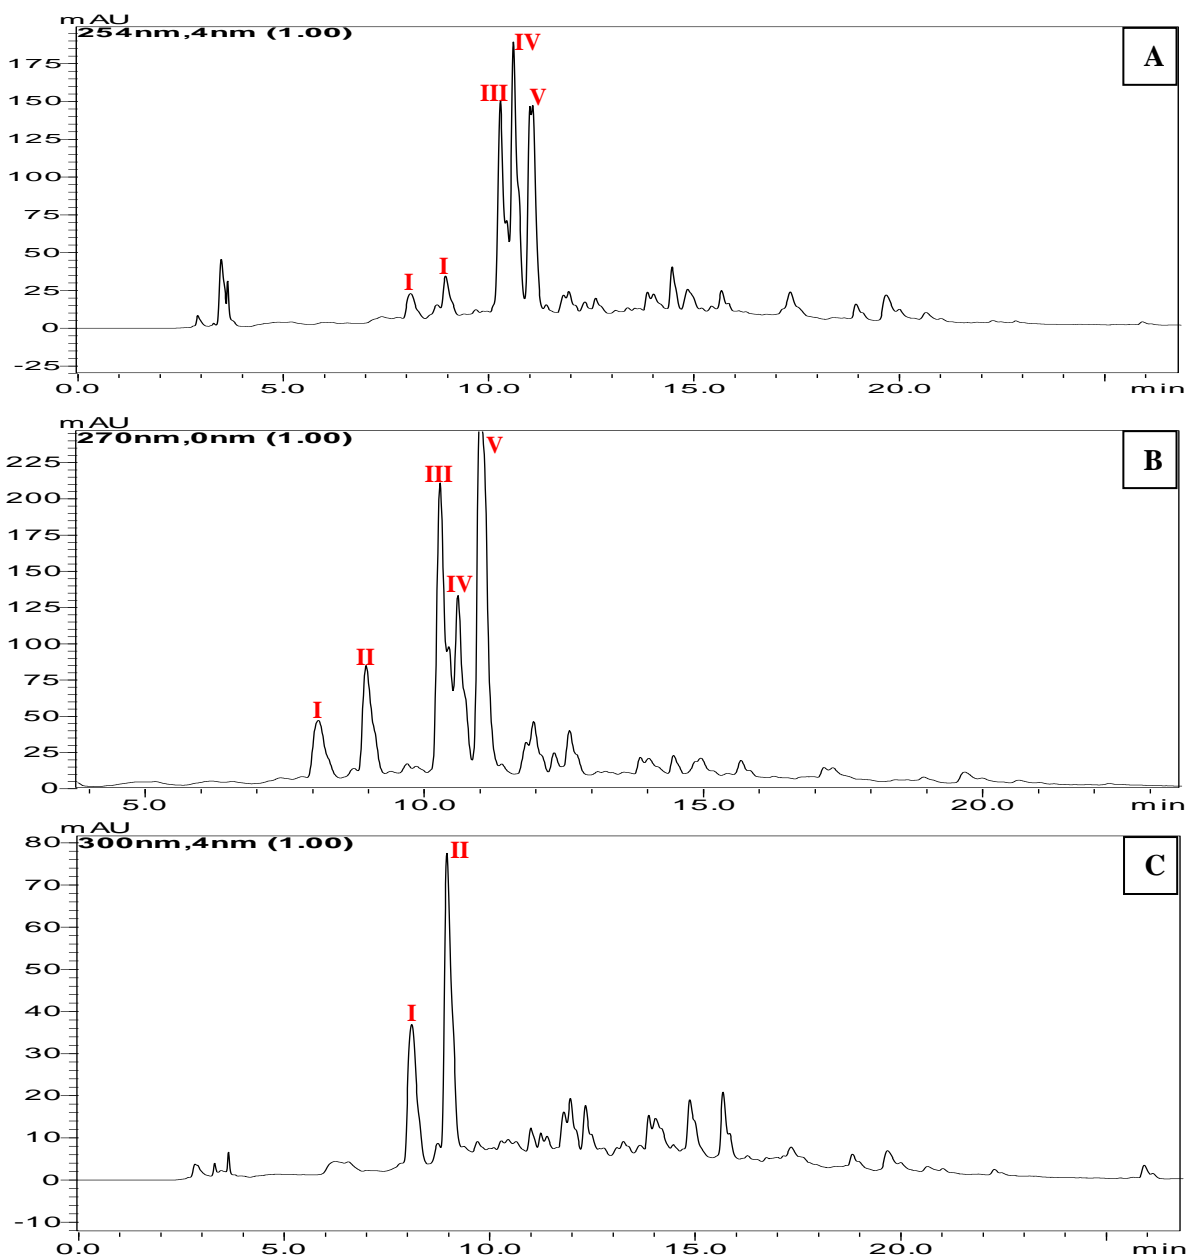 mAU
254nm,4nm (1.00)
A
IV
III
V
I
I
175
150
125
100
75
50
25
0
-25
0.0 5.0 10.0 15.0 20.0 min
mAU
270nm,0nm (1.00)
B
V
III
IV
II
I
225
200
175
150
125
100
75
50
25
0
5.0 10.0 15.0 20.0 min
mAU
300nm,4nm (1.00)
C
II
I
80
70
60
50
40
30
20
10
0
-10
0.0 5.0 10.0 15.0 20.0 min